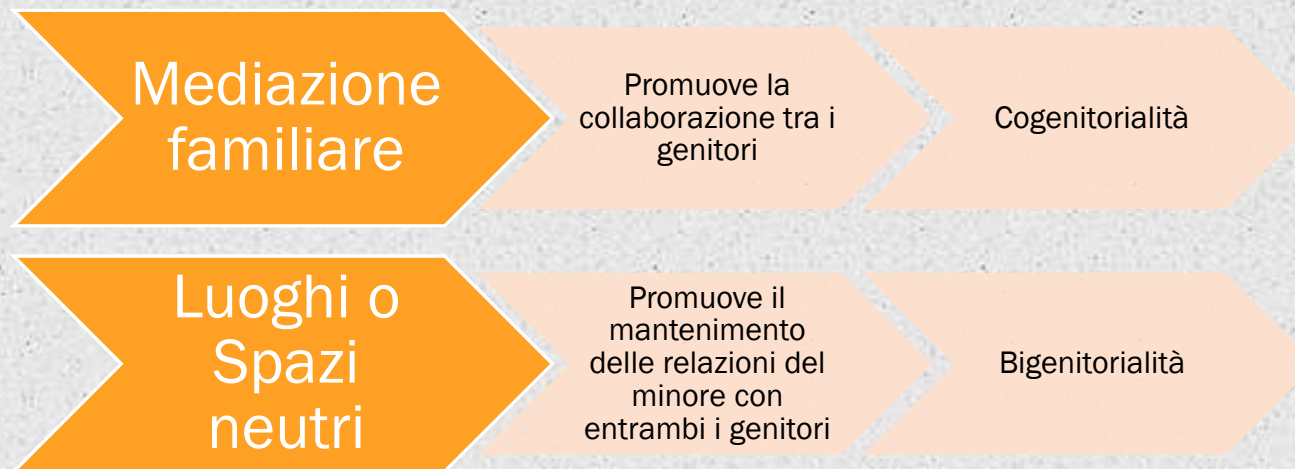 Mediazione
familiare
Promuove la
collaborazione tra i
genitori
Cogenitorialità
Luoghi o
Spazi
neutri
Promuove il
mantenimento
delle relazioni del
minore con
entrambi i genitori
Bigenitorialità